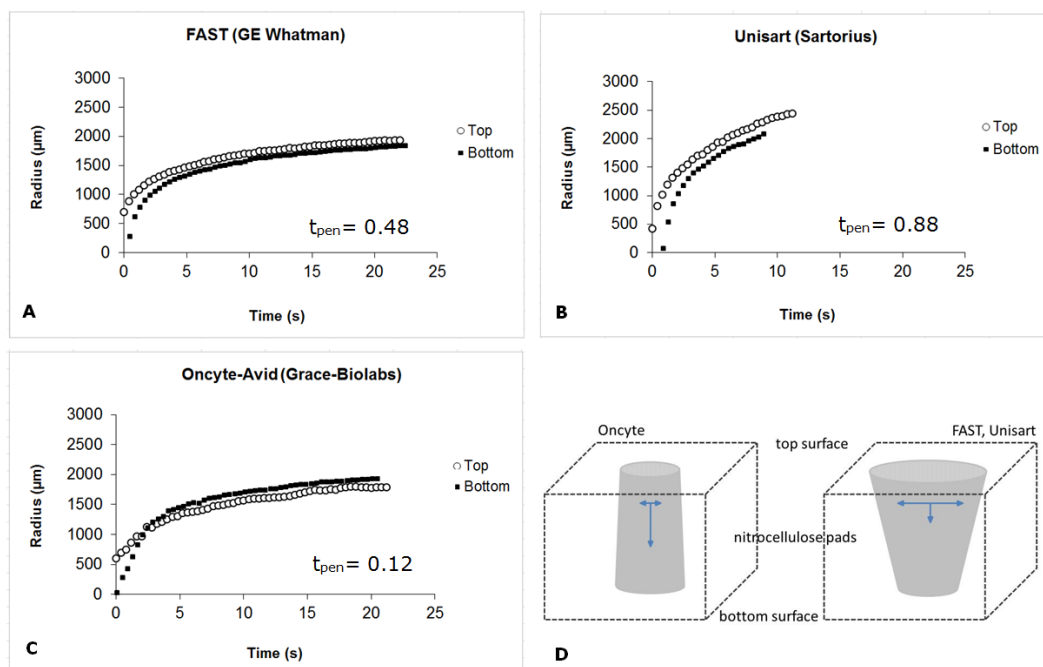 FAST (GE Whatman)
3000
2500
2000
1500
1000
500
0
Radius (µm)
0 5 10 15 20 25
Time (s)
Top
Bottom
tpen= 0.48
A
Unisart (Sartorius)
3000
2500
2000
1500
1000
500
0
Radius (µm)
0 5 10 15 20 25
Time (s)
Top
Bottom
tpen= 0.88
B
Oncyte-Avid (Grace-Biolabs)
3000
2500
2000
1500
1000
500
0
Radius (µm)
0 5 10 15 20 25
Time (s)
Top
Bottom
tpen= 0.12
C
Oncyte
top surface
FAST, Unisart
nitrocellulose pads
bottom surface
D